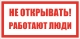 НЕ ОТКРЫВАТЬ!
РАБОТАЮТ ЛЮДИ